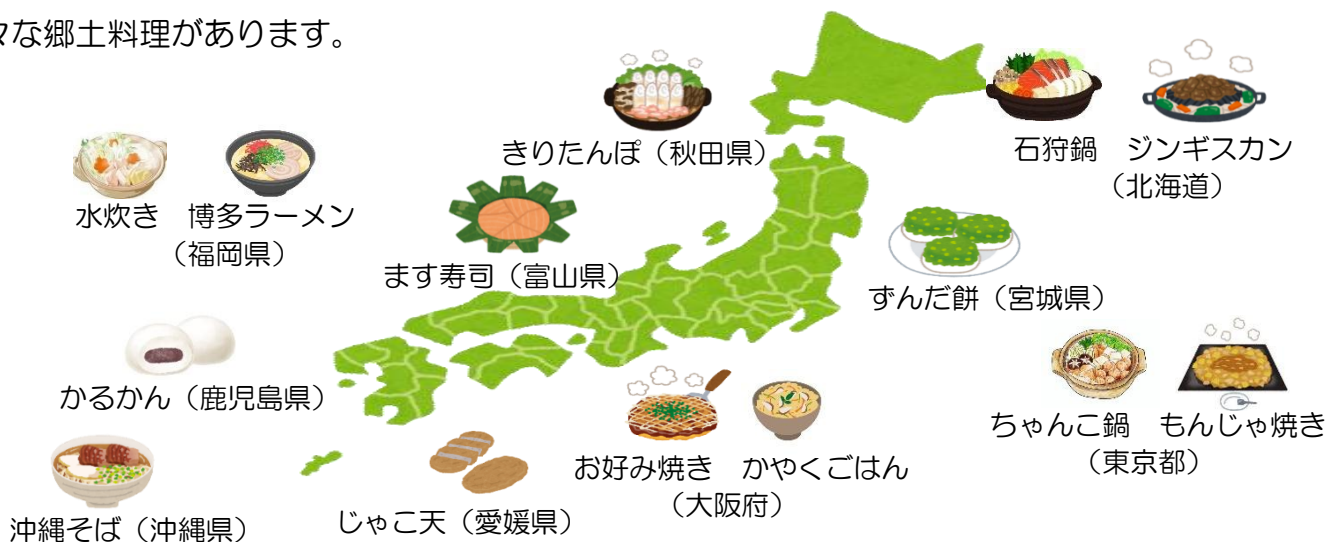 な郷土料理があります。
きりたんぽ（秋田県）
石狩鍋　ジンギスカン
（北海道）
水炊き　博多ラーメン
（福岡県）
ます寿司（富山県）
ずんだ餅（宮城県）
かるかん（鹿児島県）
ちゃんこ鍋　もんじゃ焼き
（東京都）
お好み焼き　かやくごはん
（大阪府）
じゃこ天（愛媛県）
沖縄そば（沖縄県）